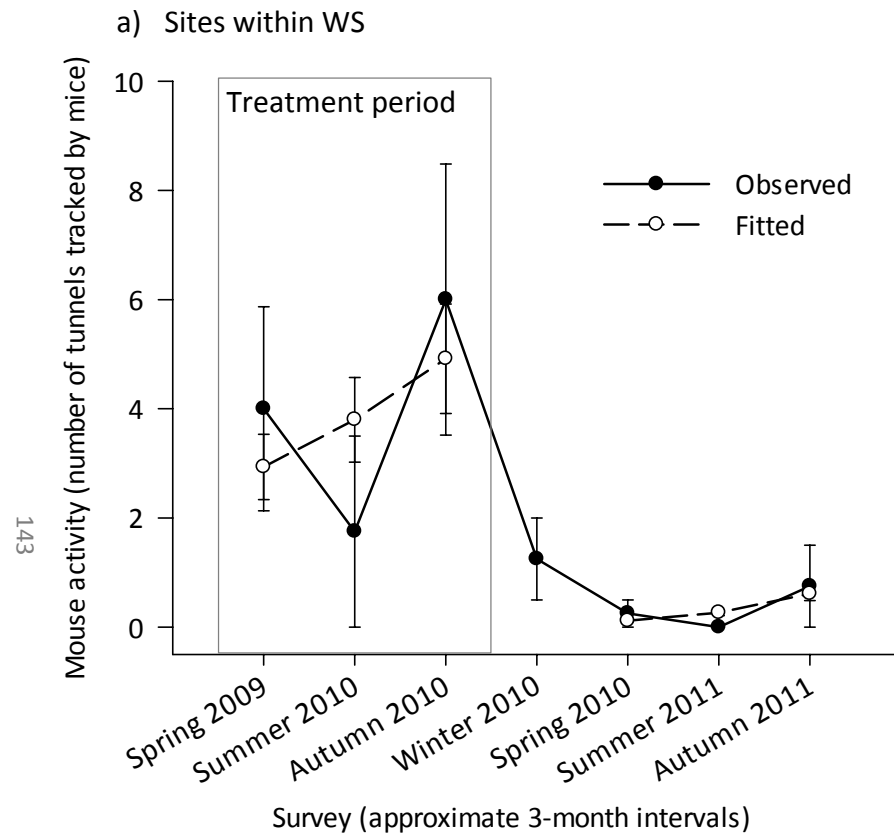 a) Sites within WS
Mouse activity (number of tunnels tracked by mice)
10
8
6
4
2
0
Treatment period
Observed
Fitted
Spring 2009
Summer 2010
Autumn 2010
Winter 2010
Spring 2010
Summer 2011
Autumn 2011
Survey (approximate 3-month intervals)
143